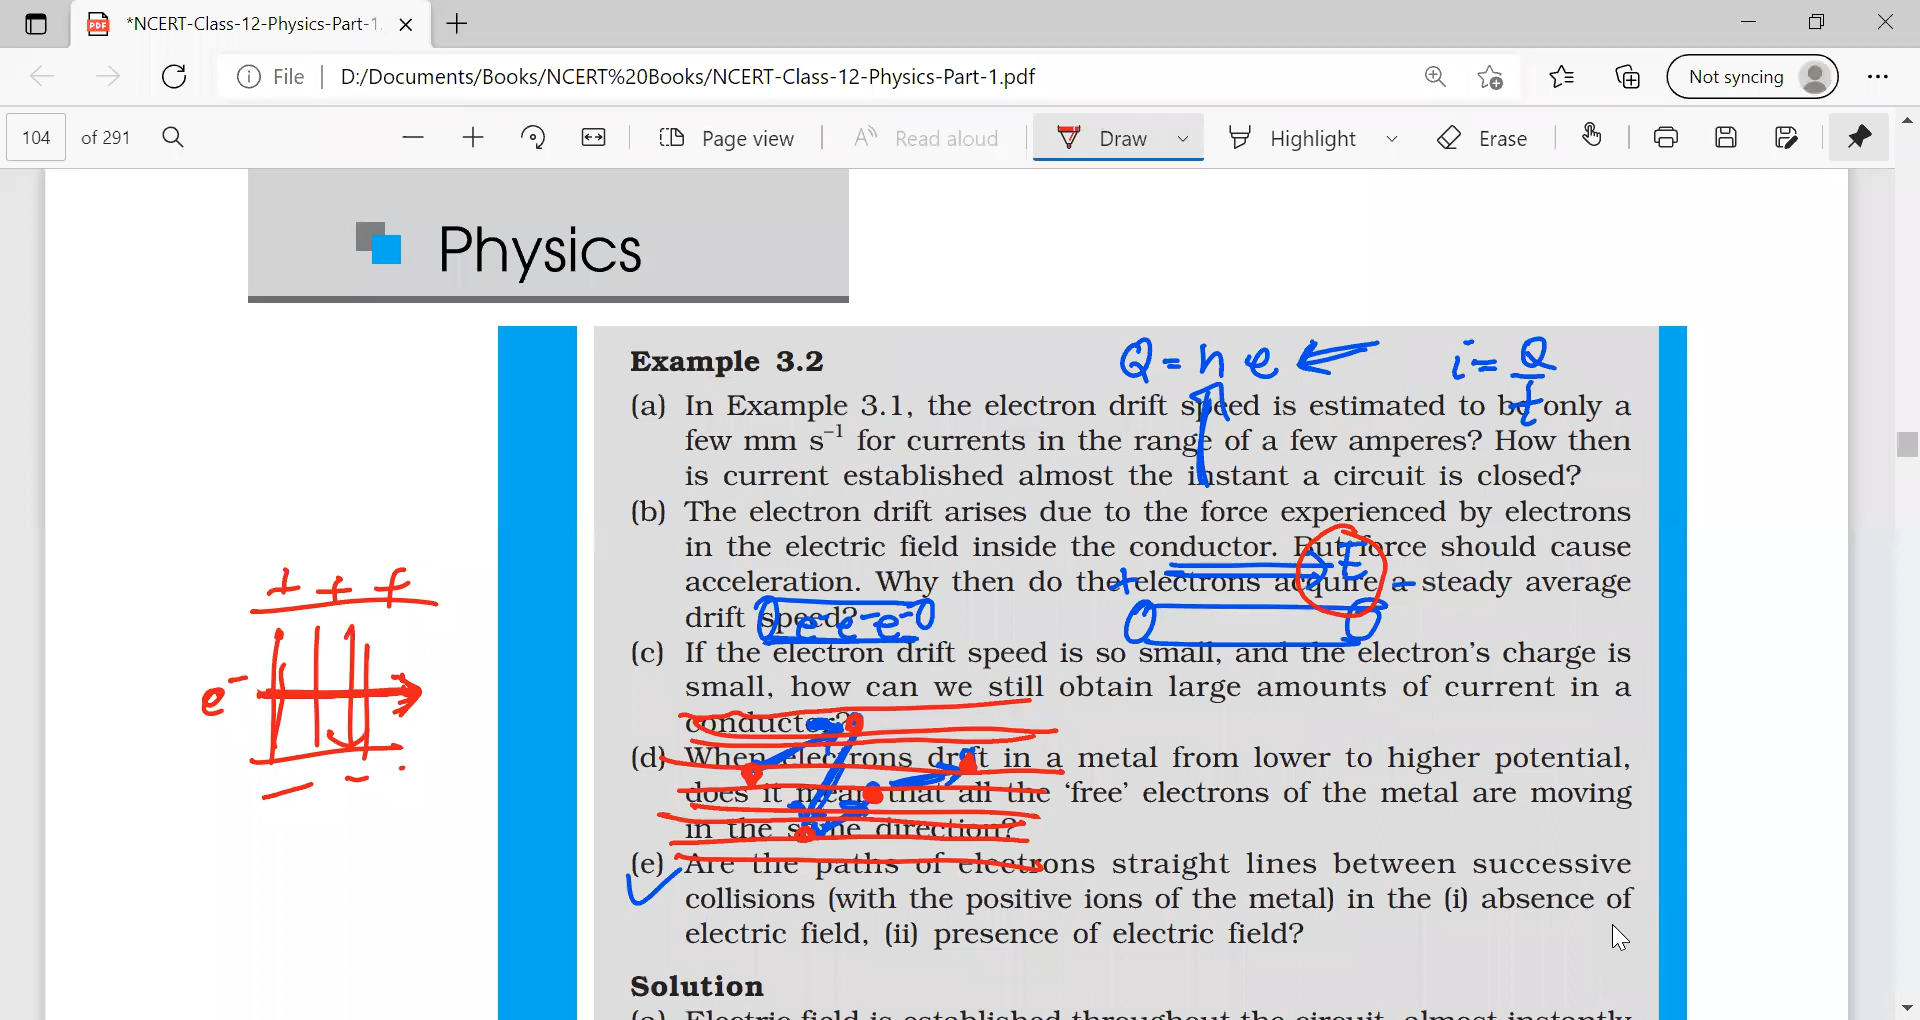 *NCERT-Class-12-Physics-Part-1.
File
D:/Documents/Books/NCERT%20Books/NCERT-Class-12-Physics-Part-1.pdf
Not syncing
104 of 291
Page view
Read aloud
Draw
Highlight
Erase
Physics
Example 3.2
Q = n e
i = Q/t
(a) In Example 3.1, the electron drift speed is estimated to be only a
few mm s⁻¹ for currents in the range of a few amperes? How then
is current established almost the instant a circuit is closed?
(b) The electron drift arises due to the force experienced by electrons
in the electric field inside the conductor. But force should cause
E
acceleration. Why then do the electrons acquire a steady average
+ -
drift speed?
e⁻ e⁻ e⁻
(c) If the electron drift speed is so small, and the electron's charge is
small, how can we still obtain large amounts of current in a
conductor?
(d) When electrons drift in a metal from lower to higher potential,
does it mean that all the 'free' electrons of the metal are moving
in the same direction?
(e) Are the paths of electrons straight lines between successive
collisions (with the positive ions of the metal) in the (i) absence of
electric field, (ii) presence of electric field?
+ + +
e⁻
Solution
(a) Electric field is established throughout the circuit, almost instantly